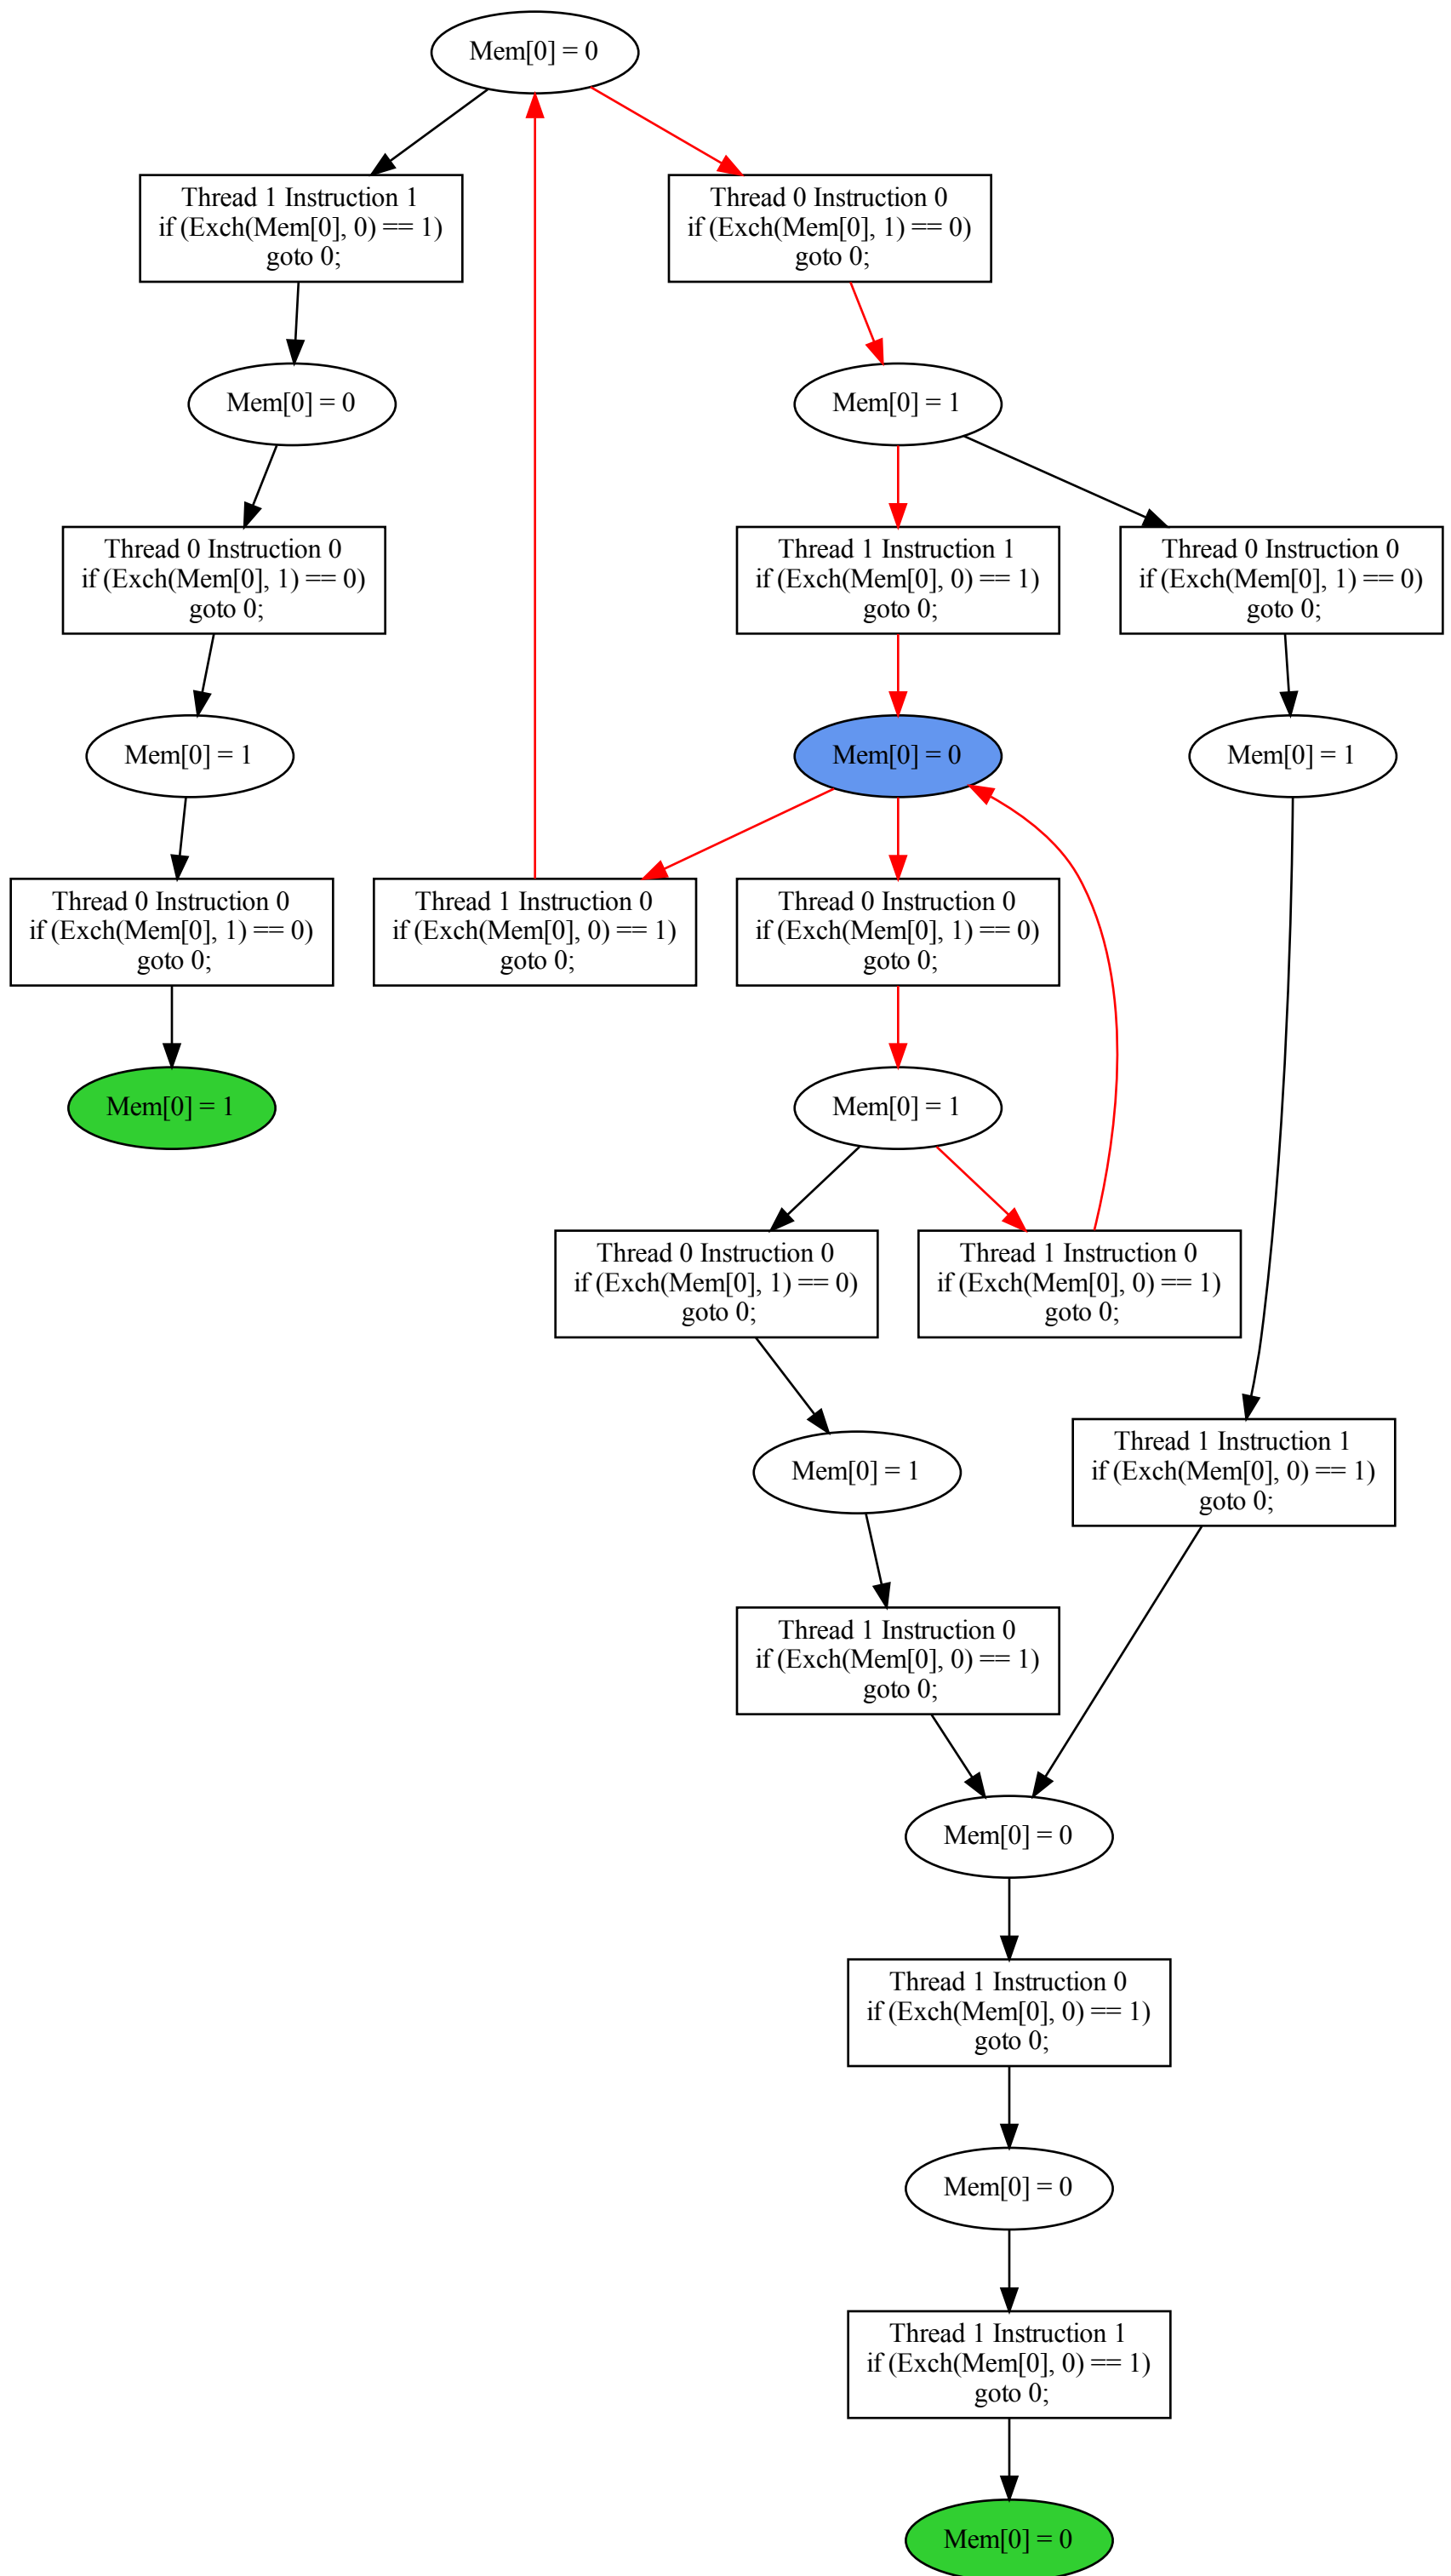 Mem[0] = 0
Thread 1 Instruction 1
if (Exch(Mem[0], 0) == 1)
goto 0;
Thread 0 Instruction 0
if (Exch(Mem[0], 1) == 0)
goto 0;
Mem[0] = 0
Mem[0] = 1
Thread 0 Instruction 0
if (Exch(Mem[0], 1) == 0)
goto 0;
Thread 1 Instruction 1
if (Exch(Mem[0], 0) == 1)
goto 0;
Thread 0 Instruction 0
if (Exch(Mem[0], 1) == 0)
goto 0;
Mem[0] = 1
Mem[0] = 0
Mem[0] = 1
Thread 0 Instruction 0
if (Exch(Mem[0], 1) == 0)
goto 0;
Thread 1 Instruction 0
if (Exch(Mem[0], 0) == 1)
goto 0;
Thread 0 Instruction 0
if (Exch(Mem[0], 1) == 0)
goto 0;
Mem[0] = 1
Mem[0] = 1
Thread 0 Instruction 0
if (Exch(Mem[0], 1) == 0)
goto 0;
Thread 1 Instruction 0
if (Exch(Mem[0], 0) == 1)
goto 0;
Mem[0] = 1
Thread 1 Instruction 1
if (Exch(Mem[0], 0) == 1)
goto 0;
Thread 1 Instruction 0
if (Exch(Mem[0], 0) == 1)
goto 0;
Mem[0] = 0
Thread 1 Instruction 0
if (Exch(Mem[0], 0) == 1)
goto 0;
Mem[0] = 0
Thread 1 Instruction 1
if (Exch(Mem[0], 0) == 1)
goto 0;
Mem[0] = 0